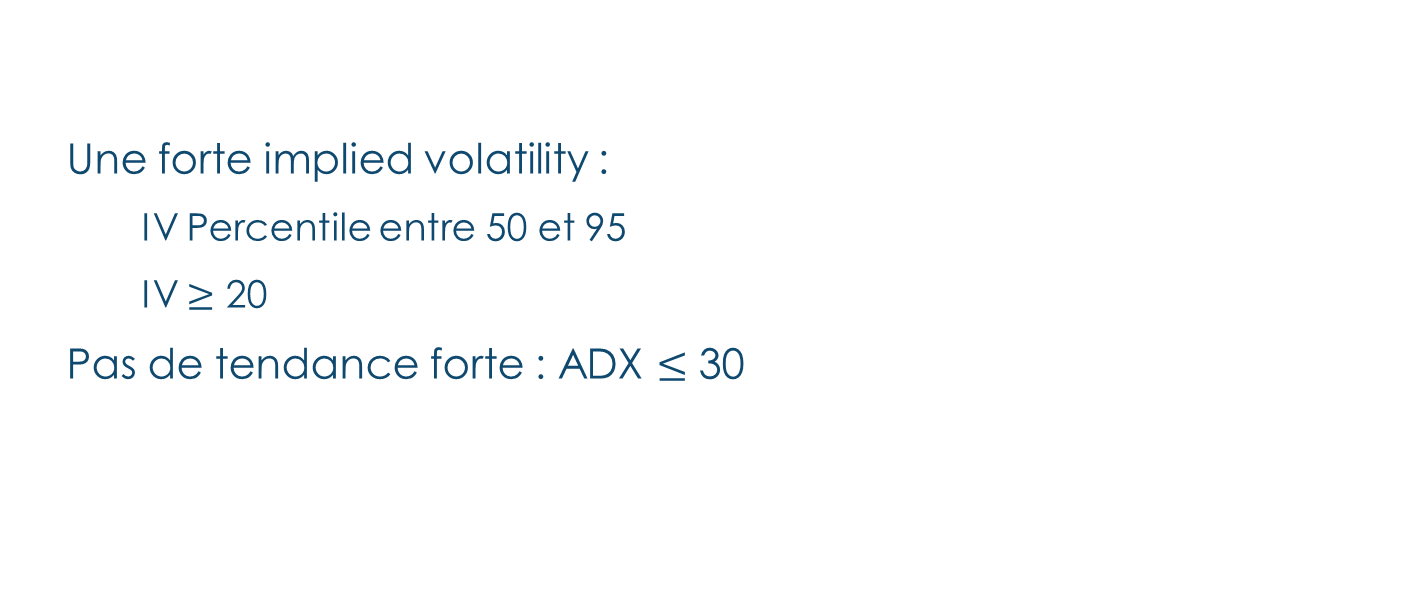 Une forte implied volatility :
IV Percentile entre 50 et 95
IV ≥ 20
Pas de tendance forte : ADX ≤ 30